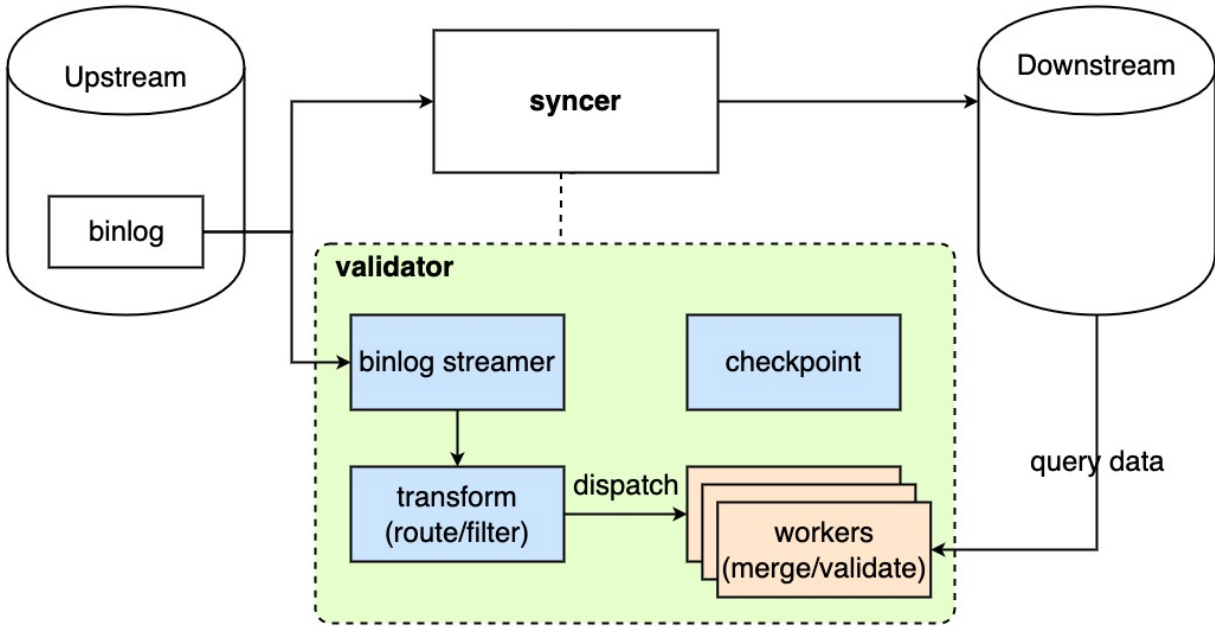 Upstream
syncer
Downstream
binlog
validator
binlog streamer
checkpoint
query data
transform
(route/filter)
dispatch
workers
(merge/validate)